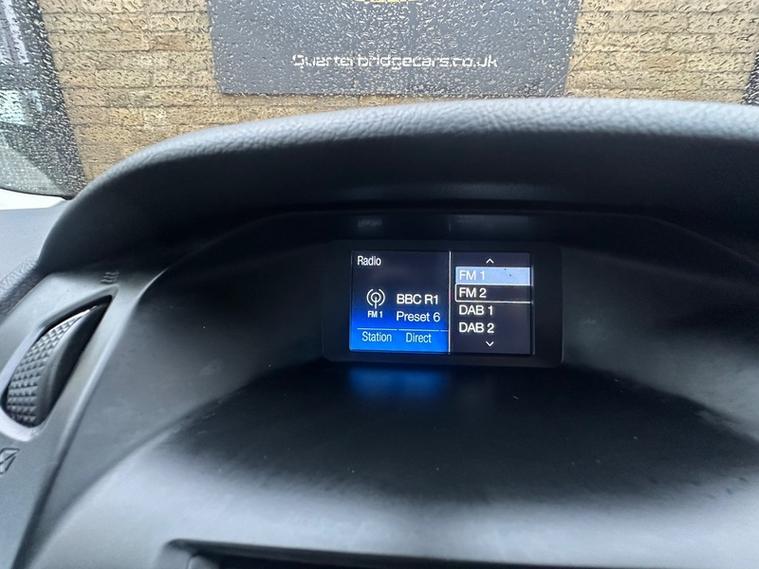 Quarterbridgecars.co.uk
Radio
FM 1
BBC R1
Preset 6
Station Direct
FM 1
FM 2
DAB 1
DAB 2